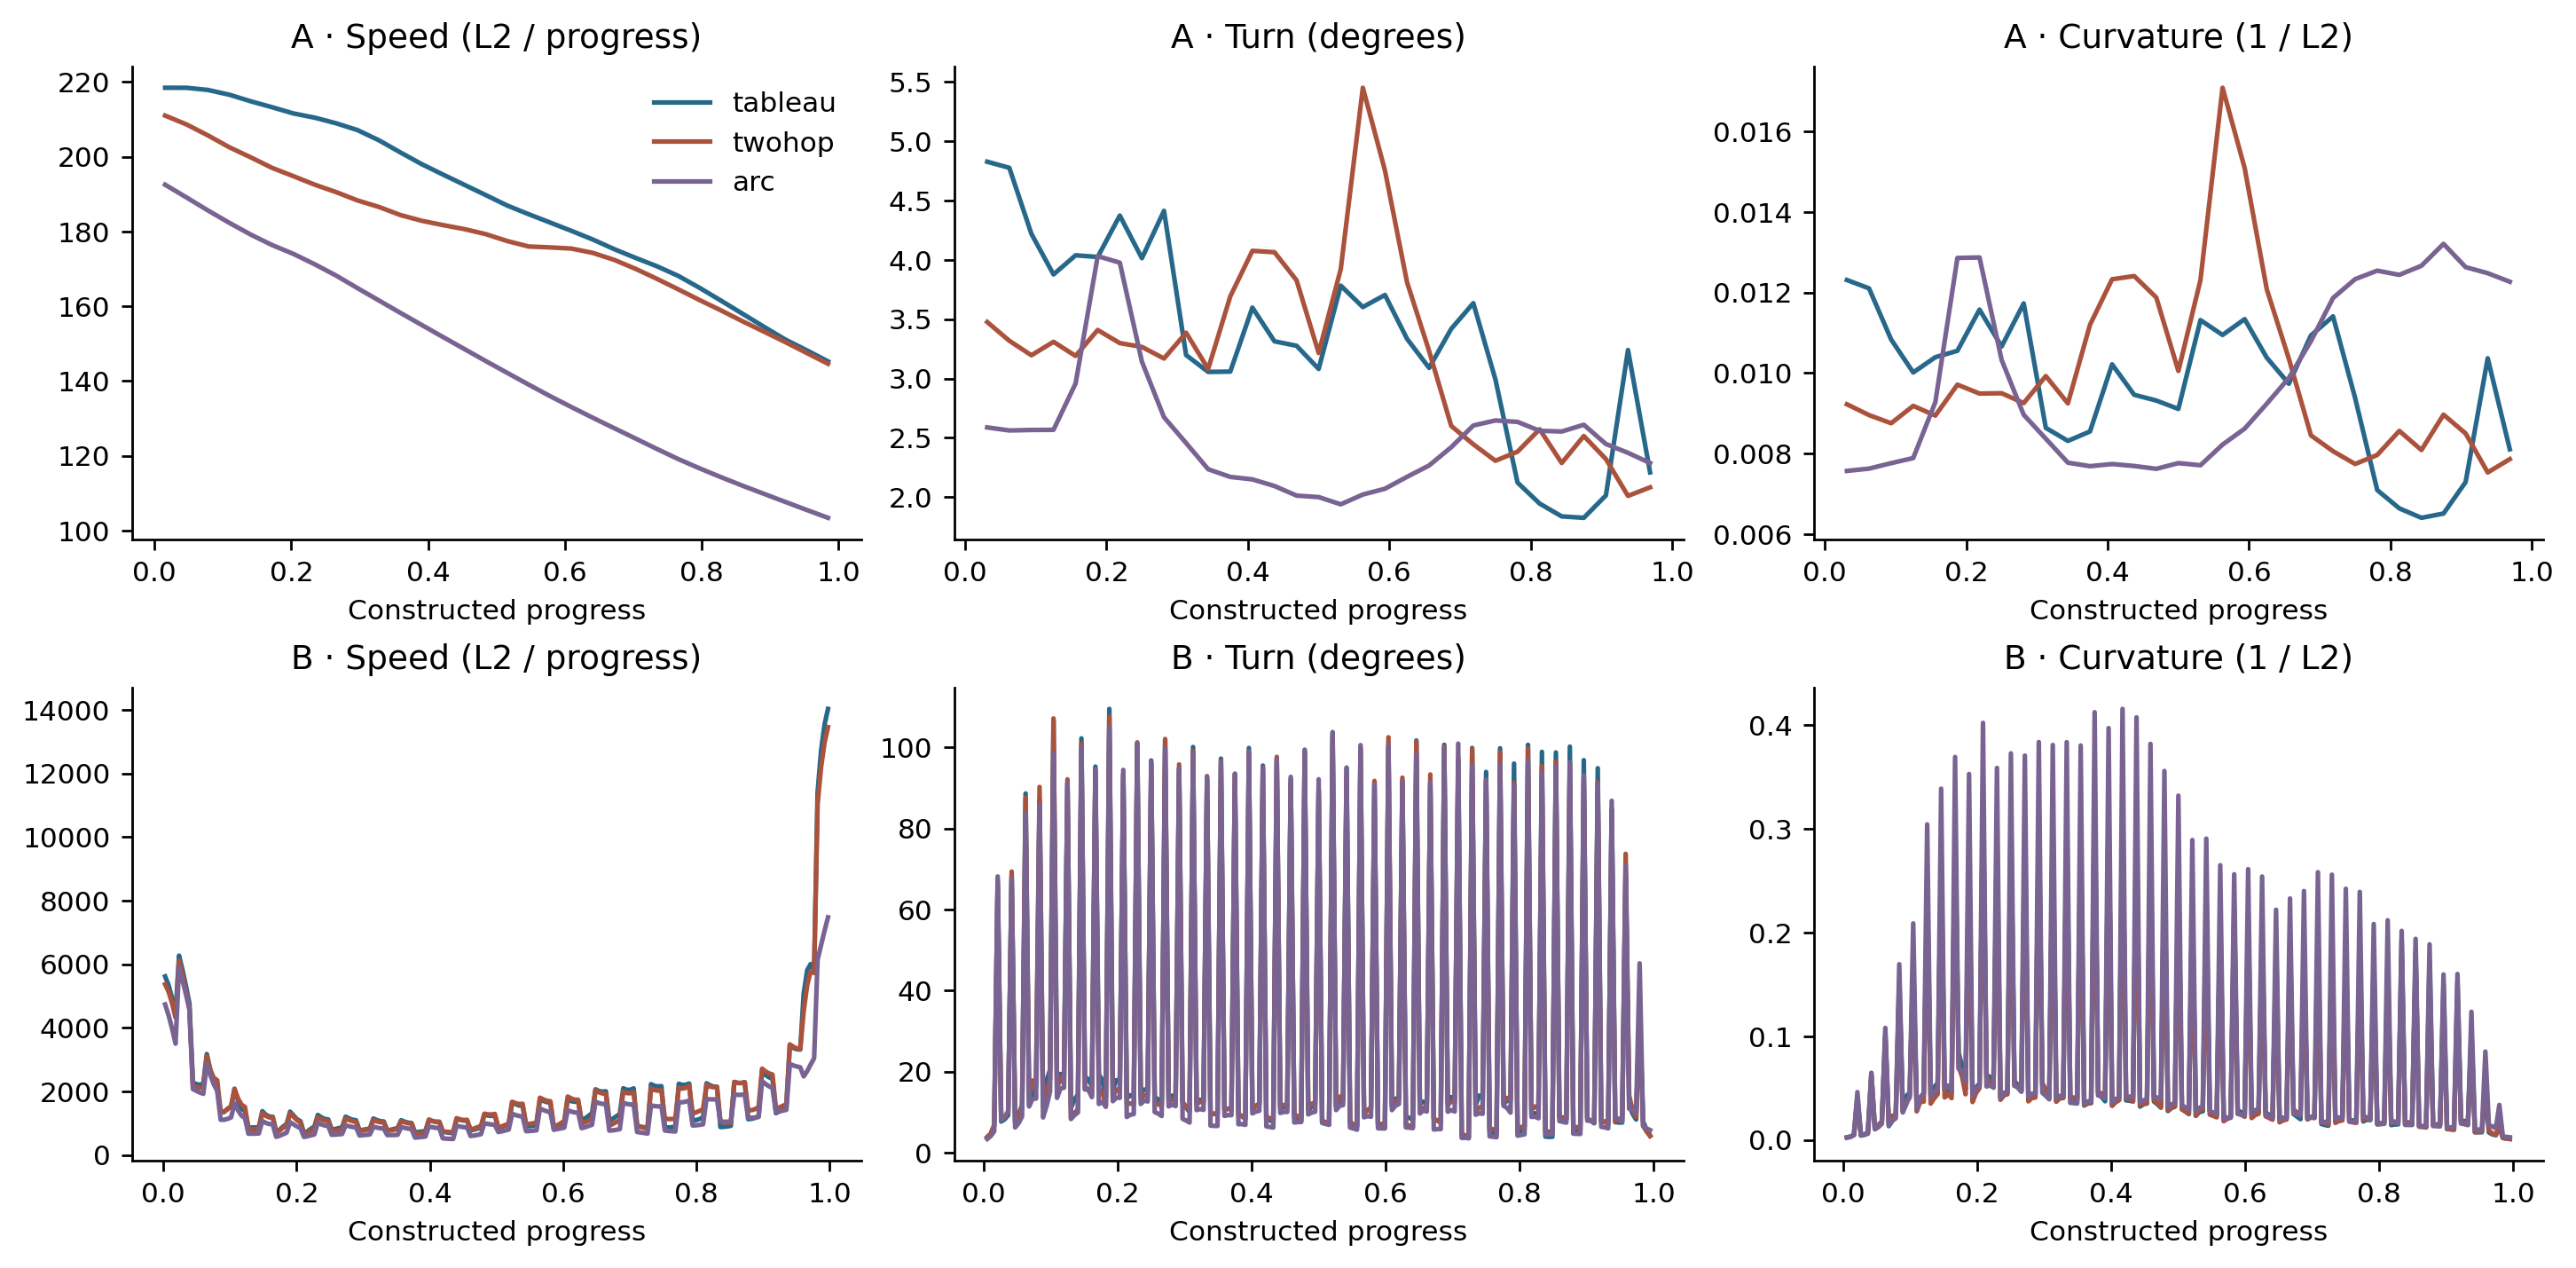 A · Speed (L2 / progress)
220
200
180
160
140
120
100
tableau
twohop
arc
0.0 0.2 0.4 0.6 0.8 1.0
Constructed progress
A · Turn (degrees)
5.5
5.0
4.5
4.0
3.5
3.0
2.5
2.0
0.0 0.2 0.4 0.6 0.8 1.0
Constructed progress
A · Curvature (1 / L2)
0.016
0.014
0.012
0.010
0.008
0.006
0.0 0.2 0.4 0.6 0.8 1.0
Constructed progress
B · Speed (L2 / progress)
14000
12000
10000
8000
6000
4000
2000
0
0.0 0.2 0.4 0.6 0.8 1.0
Constructed progress
B · Turn (degrees)
100
80
60
40
20
0
0.0 0.2 0.4 0.6 0.8 1.0
Constructed progress
B · Curvature (1 / L2)
0.4
0.3
0.2
0.1
0.0
0.0 0.2 0.4 0.6 0.8 1.0
Constructed progress